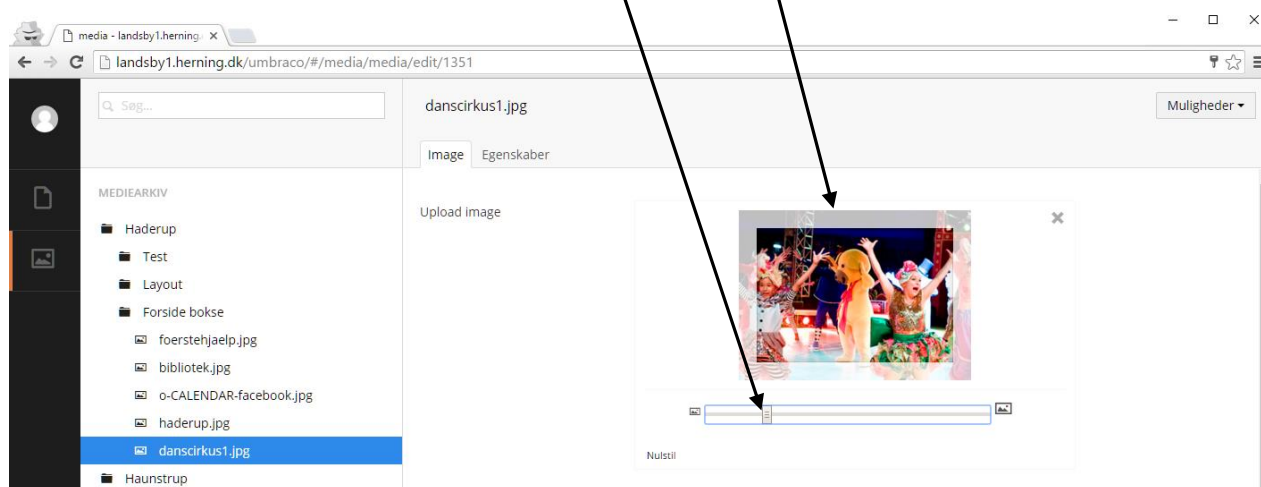 media - landsby1.herning.
landsby1.herning.dk/umbraco/#/media/media/edit/1351
Søg...
danscirkus1.jpg
Muligheder
Image Egenskaber
MEDIEARKIV
Upload image
Haderup
Test
Layout
Forside bokse
foerstehjaelp.jpg
bibliotek.jpg
o-CALENDAR-facebook.jpg
haderup.jpg
danscirkus1.jpg
Nulstil
Haunstrup